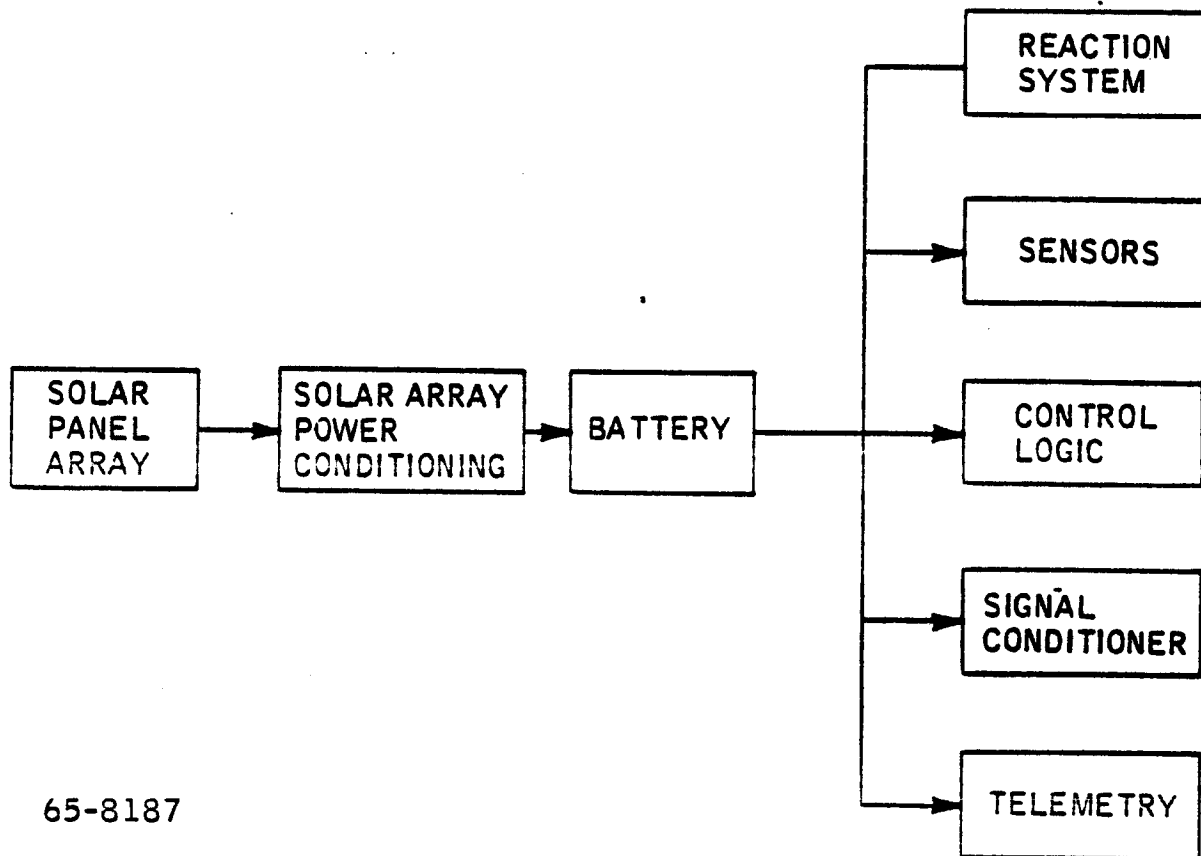 REACTION
SYSTEM
SENSORS
SOLAR
PANEL
ARRAY
SOLAR ARRAY
POWER
CONDITIONING
BATTERY
CONTROL
LOGIC
SIGNAL
CONDITIONER
TELEMETRY
65-8187